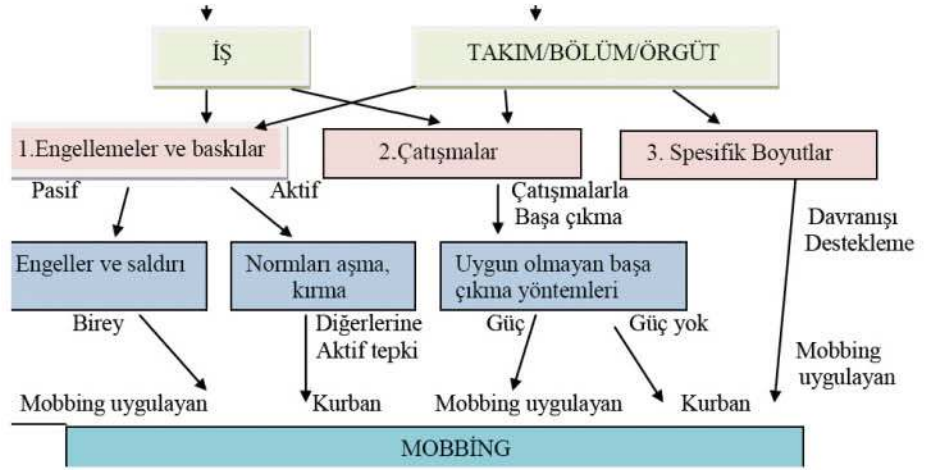 İŞ
TAKIM/BÖLÜM/ÖRGÜT
1.Engellemeler ve baskılar
2.Çatışmalar
3. Spesifik Boyutlar
Pasif
Aktif
Çatışmalarla
Başa çıkma
Davranışı
Destekleme
Engeller ve saldırı
Normları aşma,
kırma
Uygun olmayan başa
çıkma yöntemleri
Birey
Diğerlerine
Aktif tepki
Güç
Güç yok
Mobbing
uygulayan
Mobbing uygulayan
Kurban
Mobbing uygulayan
Kurban
MOBBİNG